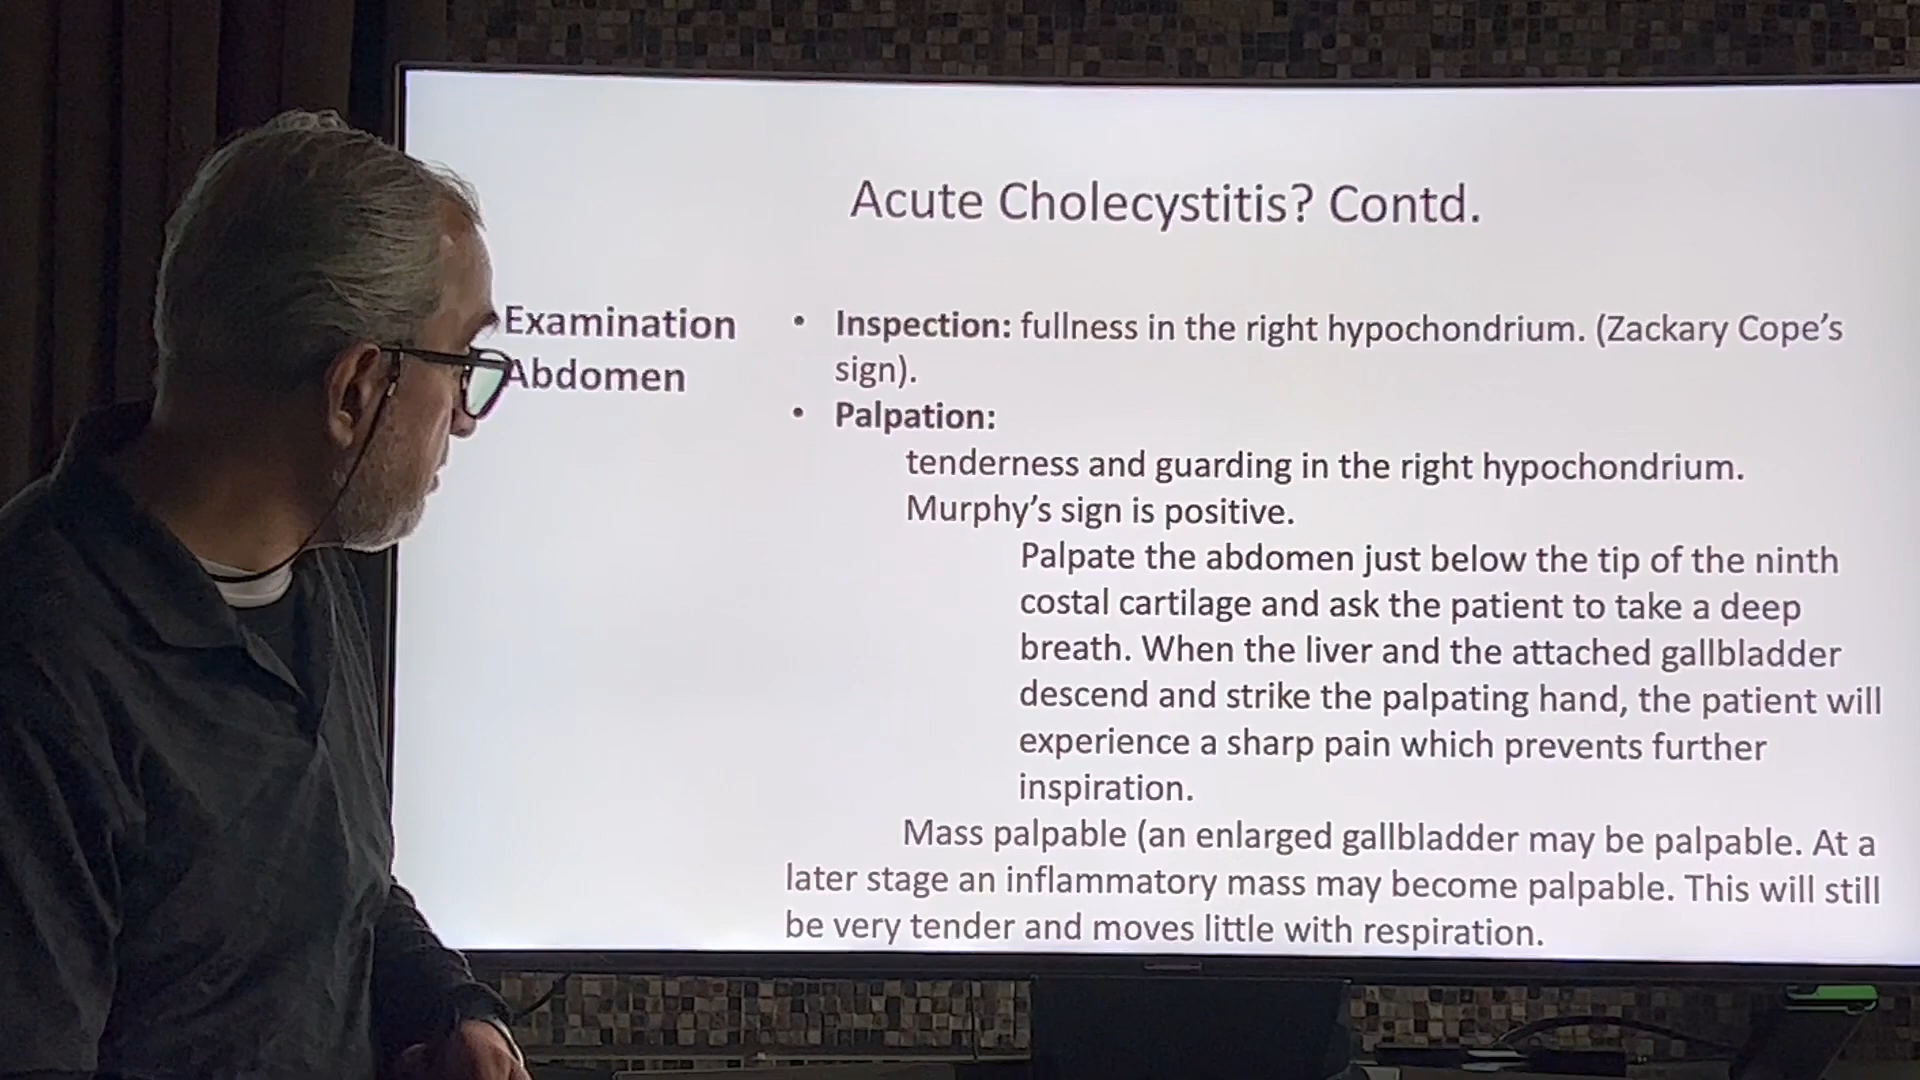 Acute Cholecystitis? Contd.
Examination
Abdomen
• Inspection: fullness in the right hypochondrium. (Zackary Cope's
sign).
• Palpation:
tenderness and guarding in the right hypochondrium.
Murphy's sign is positive.
Palpate the abdomen just below the tip of the ninth
costal cartilage and ask the patient to take a deep
breath. When the liver and the attached gallbladder
descend and strike the palpating hand, the patient will
experience a sharp pain which prevents further
inspiration.
Mass palpable (an enlarged gallbladder may be palpable. At a
later stage an inflammatory mass may become palpable. This will still
be very tender and moves little with respiration.